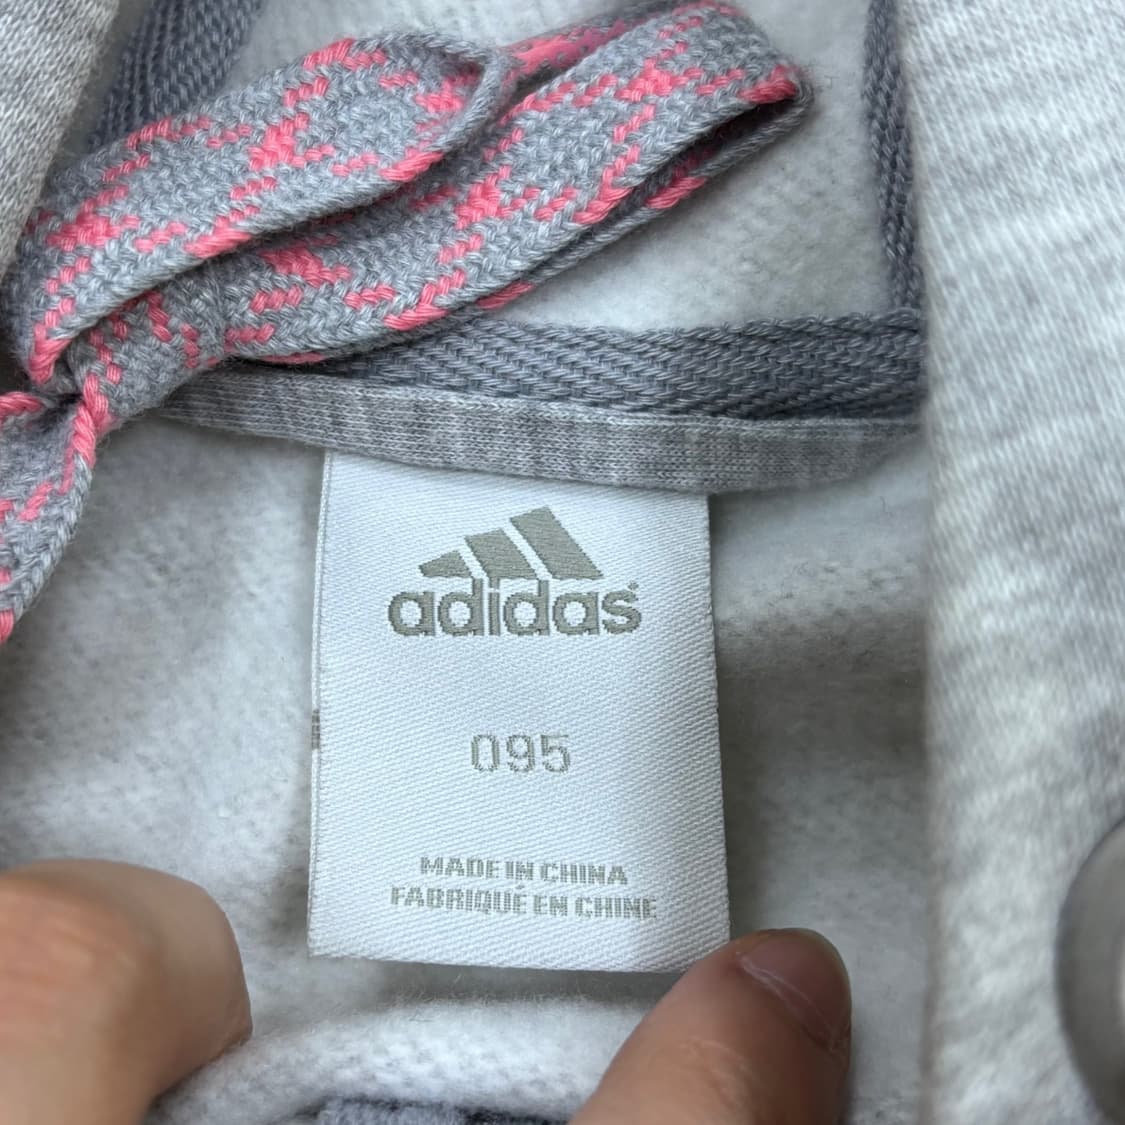 adidas®
095
MADE IN CHINA
FABRIQUÉ EN CHINE